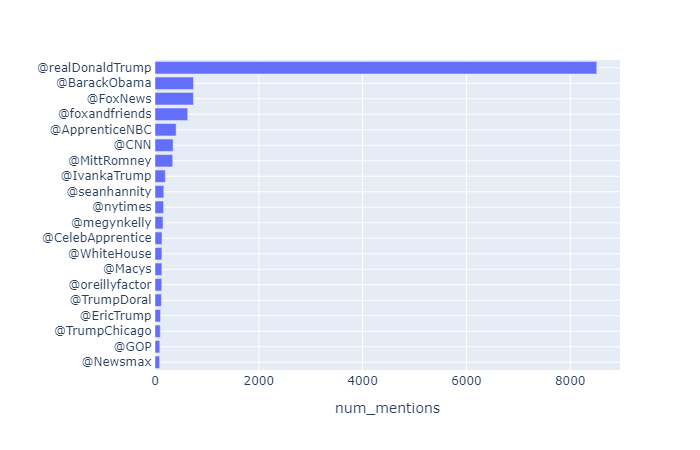 @realDonaldTrump
@BarackObama
@FoxNews
@foxandfriends
@ApprenticeNBC
@CNN
@MittRomney
@IvankaTrump
@seanhannity
@nytimes
@megynkelly
@CelebApprentice
@WhiteHouse
@Macys
@oreillyfactor
@TrumpDoral
@EricTrump
@TrumpChicago
@GOP
@Newsmax
0 2000 4000 6000 8000
num_mentions